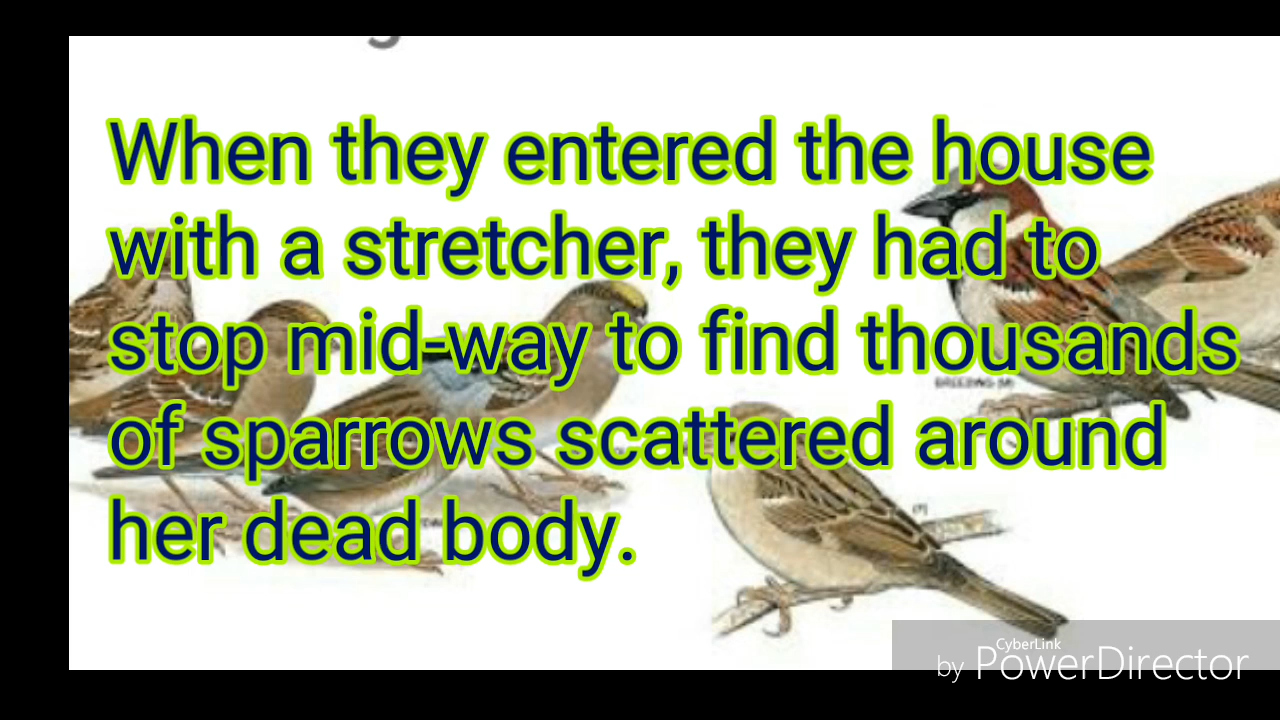 When they entered the house
with a stretcher, they had to
stop mid-way to find thousands
of sparrows scattered around
her dead body.
BREEDING (M)
(F)
CyberLink
by PowerDirector